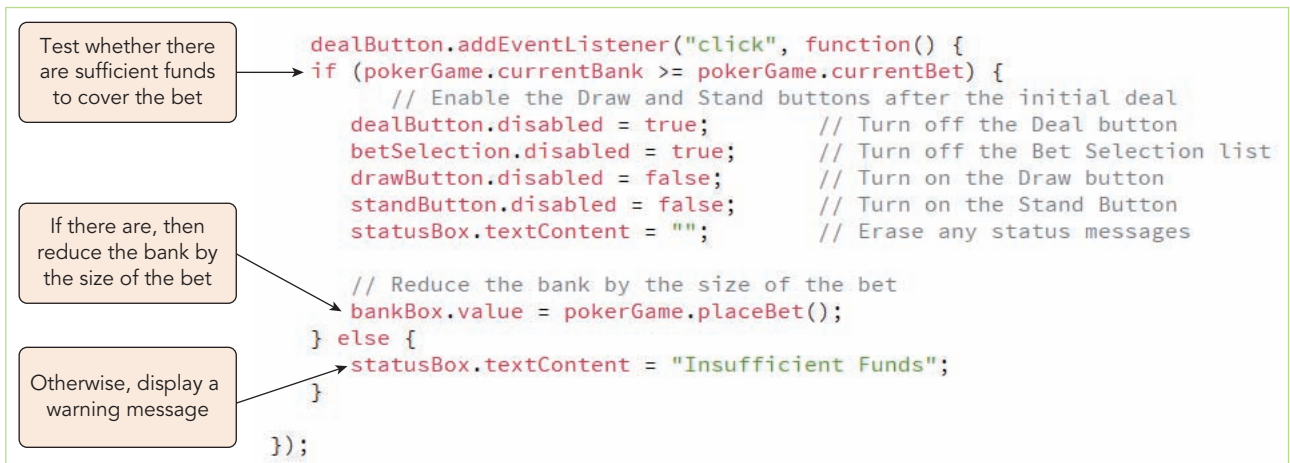 Test whether there
are sufficient funds
to cover the bet
If there are, then
reduce the bank by
the size of the bet
Otherwise, display a
warning message
dealButton.addEventListener("click", function() {
if (pokerGame.currentBank >= pokerGame.currentBet) {
// Enable the Draw and Stand buttons after the initial deal
dealButton.disabled = true; // Turn off the Deal button
betSelection.disabled = true; // Turn off the Bet Selection list
drawButton.disabled = false; // Turn on the Draw button
standButton.disabled = false; // Turn on the Stand Button
statusBox.textContent = ""; // Erase any status messages
// Reduce the bank by the size of the bet
bankBox.value = pokerGame.placeBet();
} else {
statusBox.textContent = "Insufficient Funds";
}
});